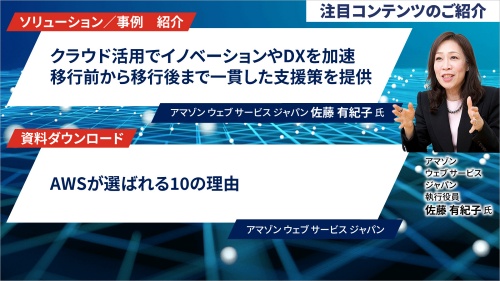 注目コンテンツのご紹介
ソリューション／事例　紹介
クラウド活用でイノベーションやDXを加速
移行前から移行後まで一貫した支援策を提供
アマゾン ウェブ サービス ジャパン 佐藤 有紀子 氏
資料ダウンロード
AWSが選ばれる10の理由
アマゾン ウェブ サービス ジャパン
アマゾン
ウェブ サービス
ジャパン
執行役員
佐藤 有紀子 氏